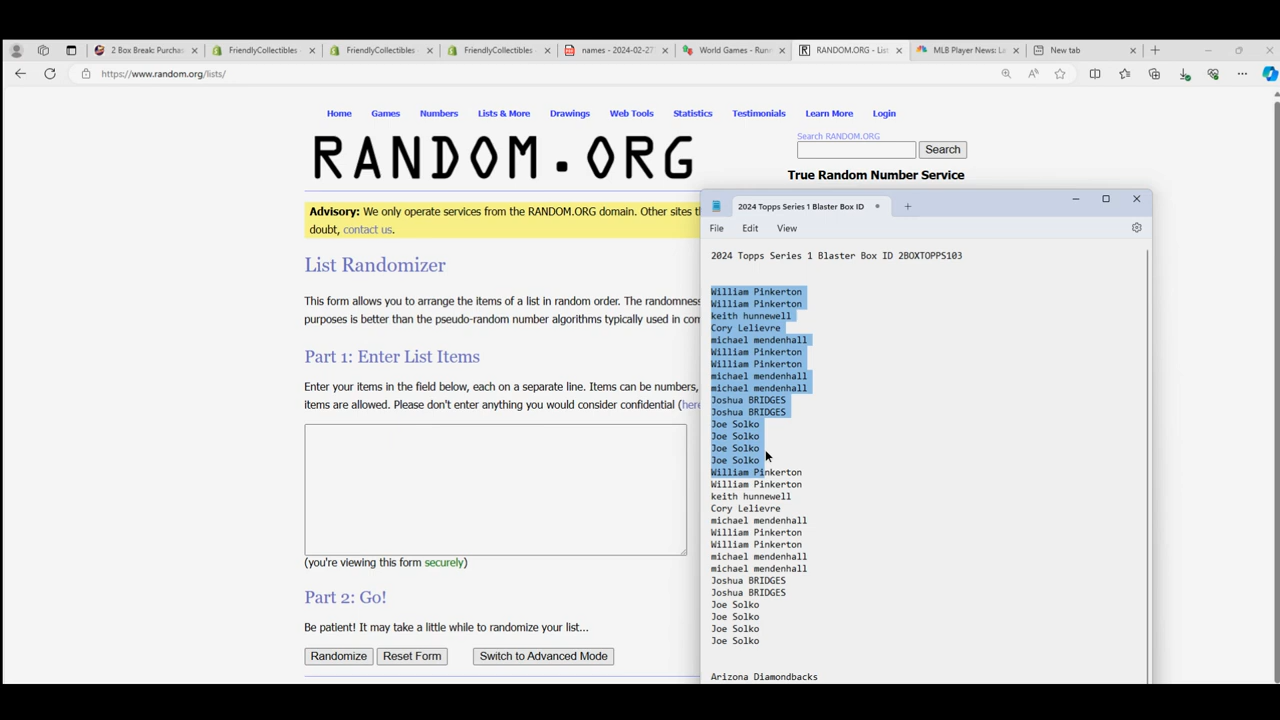 2 Box Break: Purcha
FriendlyCollectibles
FriendlyCollectibles
FriendlyCollectibles
names - 2024-02-27
World Games - Runn
RANDOM.ORG - List
MLB Player News: La
New tab
https://www.random.org/lists/
Home Games Numbers Lists & More Drawings Web Tools Statistics Testimonials Learn More Login
RANDOM.ORG
Search RANDOM.ORG
Search
True Random Number Service
Advisory: We only operate services from the RANDOM.ORG domain. Other sites t
doubt, contact us.
List Randomizer
This form allows you to arrange the items of a list in random order. The randomness
purposes is better than the pseudo-random number algorithms typically used in com
Part 1: Enter List Items
Enter your items in the field below, each on a separate line. Items can be numbers,
items are allowed. Please don't enter anything you would consider confidential (here
(you're viewing this form securely)
Part 2: Go!
Be patient! It may take a little while to randomize your list...
Randomize Reset Form Switch to Advanced Mode
2024 Topps Series 1 Blaster Box ID
File Edit View
2024 Topps Series 1 Blaster Box ID 2BOXTOPPS103
William Pinkerton
William Pinkerton
keith hunnewell
Cory Lelievre
michael mendenhall
William Pinkerton
William Pinkerton
michael mendenhall
michael mendenhall
Joshua BRIDGES
Joshua BRIDGES
Joe Solko
Joe Solko
Joe Solko
Joe Solko
William Pinkerton
William Pinkerton
keith hunnewell
Cory Lelievre
michael mendenhall
William Pinkerton
William Pinkerton
michael mendenhall
michael mendenhall
Joshua BRIDGES
Joshua BRIDGES
Joe Solko
Joe Solko
Joe Solko
Joe Solko
Arizona Diamondbacks